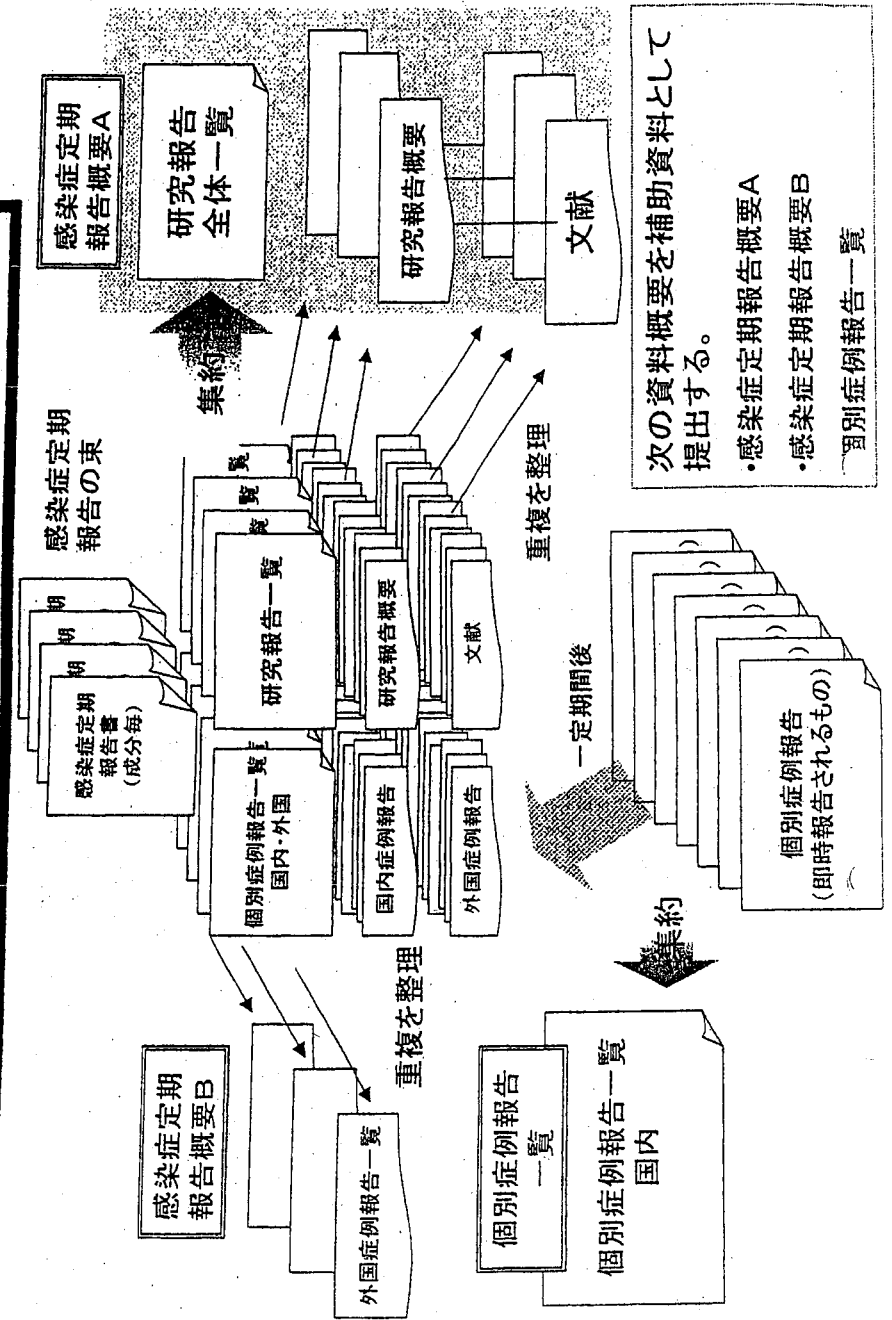 感染症定期
報告概要B
外国症例報告一覧
重複を整理
個別症例報告
一覧
個別症例報告一覧
国内
集約
感染症定期
報告の束
感染症定期
報告書
(成分毎)
期
期
期
個別症例報告一覧
国内・外国
国内症例報告
外国症例報告
研究報告一覧
覧
覧
覧
研究報告概要
文献
重複を整理
一定期間後
個別症例報告
(即時報告されるもの)
)
)
)
)
)
)
集約
感染症定期
報告概要A
研究報告
全体一覧
研究報告概要
文献
次の資料概要を補助資料として
提出する。
・感染症定期報告概要A
・感染症定期報告概要B
個別症例報告一覧